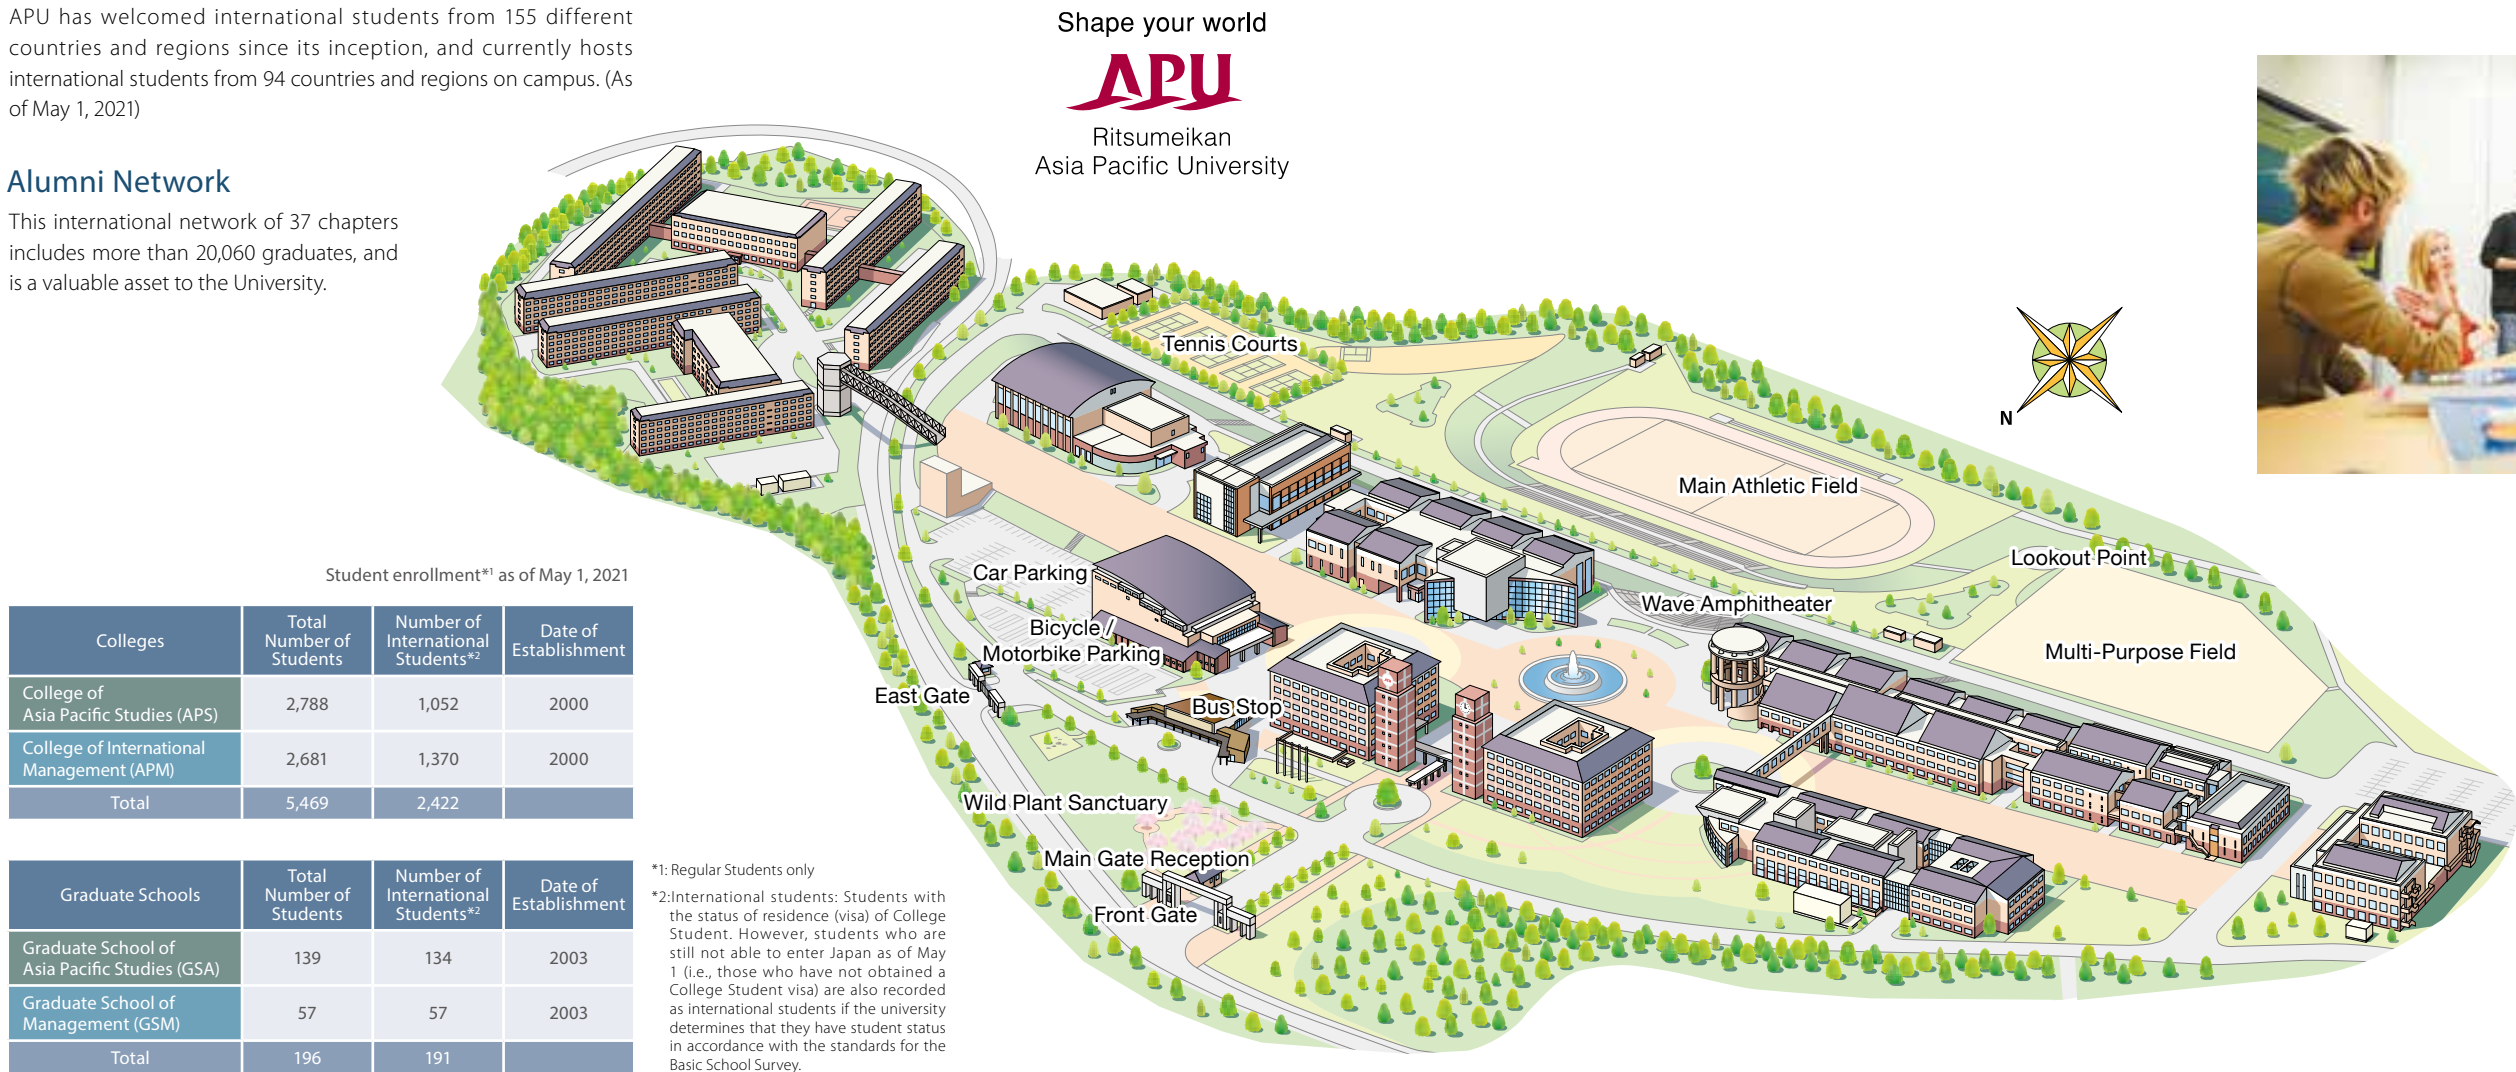 APU has welcomed international students from 155 different
countries and regions since its inception, and currently hosts
international students from 94 countries and regions on campus. (As
of May 1, 2021)
Alumni Network
This international network of 37 chapters
includes more than 20,060 graduates, and
is a valuable asset to the University.
Student enrollment*1 as of May 1, 2021
Colleges
Total
Number of
Students
Number of
International
Students*2
Date of
Establishment
College of
Asia Pacific Studies (APS)
2,788
1,052
2000
College of International
Management (APM)
2,681
1,370
2000
Total
5,469
2,422
Graduate Schools
Total
Number of
Students
Number of
International
Students*2
Date of
Establishment
Graduate School of
Asia Pacific Studies (GSA)
139
134
2003
Graduate School of
Management (GSM)
57
57
2003
Total
196
191
*1: Regular Students only
*2:International students: Students with
the status of residence (visa) of College
Student. However, students who are
still not able to enter Japan as of May
1 (i.e., those who have not obtained a
College Student visa) are also recorded
as international students if the university
determines that they have student status
in accordance with the standards for the
Basic School Survey.
Shape your world
APU
Ritsumeikan
Asia Pacific University
Tennis Courts
N
Main Athletic Field
Lookout Point
Car Parking
Wave Amphitheater
Bicycle /
Motorbike Parking
Multi-Purpose Field
East Gate
Bus Stop
Wild Plant Sanctuary
Main Gate Reception
Front Gate